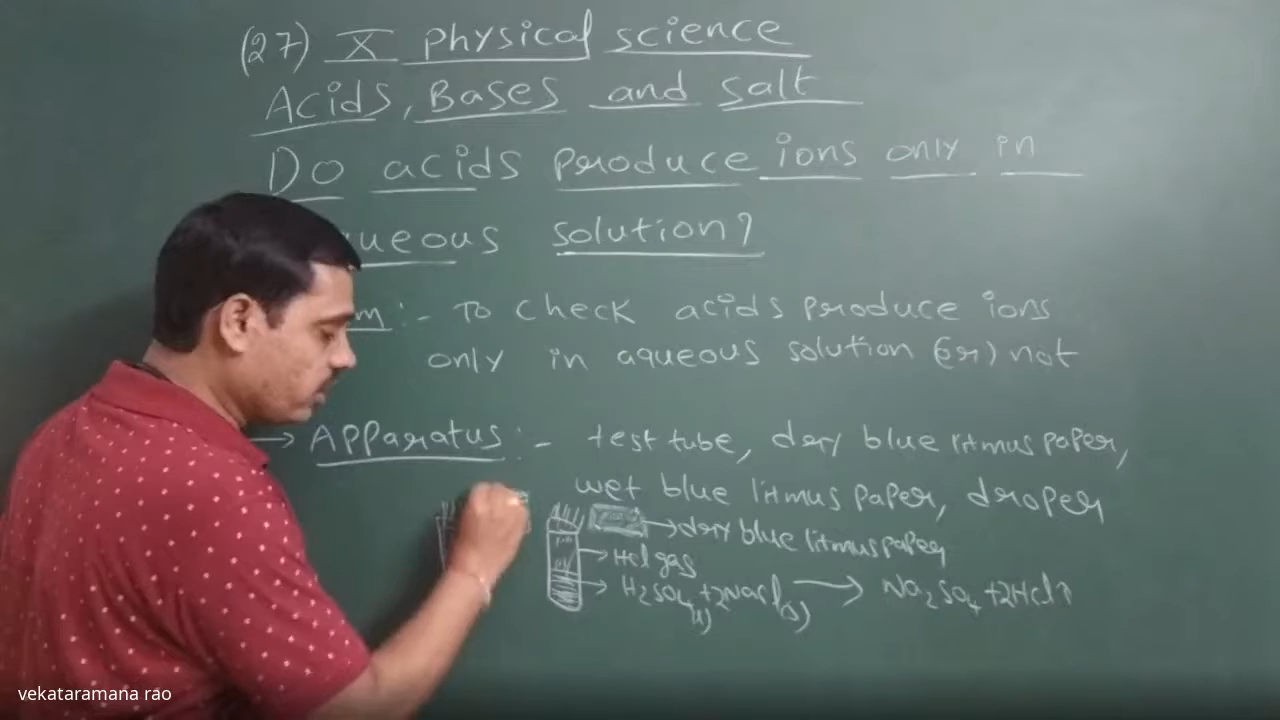 (27) X physical science
Acids, Bases and salt
Do acids produce ions only in
ueous solution?
m :- To check acids produce ions
only in aqueous solution (or) not
→ Apparatus :- test tube, dry blue litmus paper,
wet blue litmus paper, droper
→ dry blue litmus paper
→ Hcl gas
→ H₂SO₄(l) + 2Nacl(s) → Na₂SO₄ + 2Hcl↑
vekataramana rao